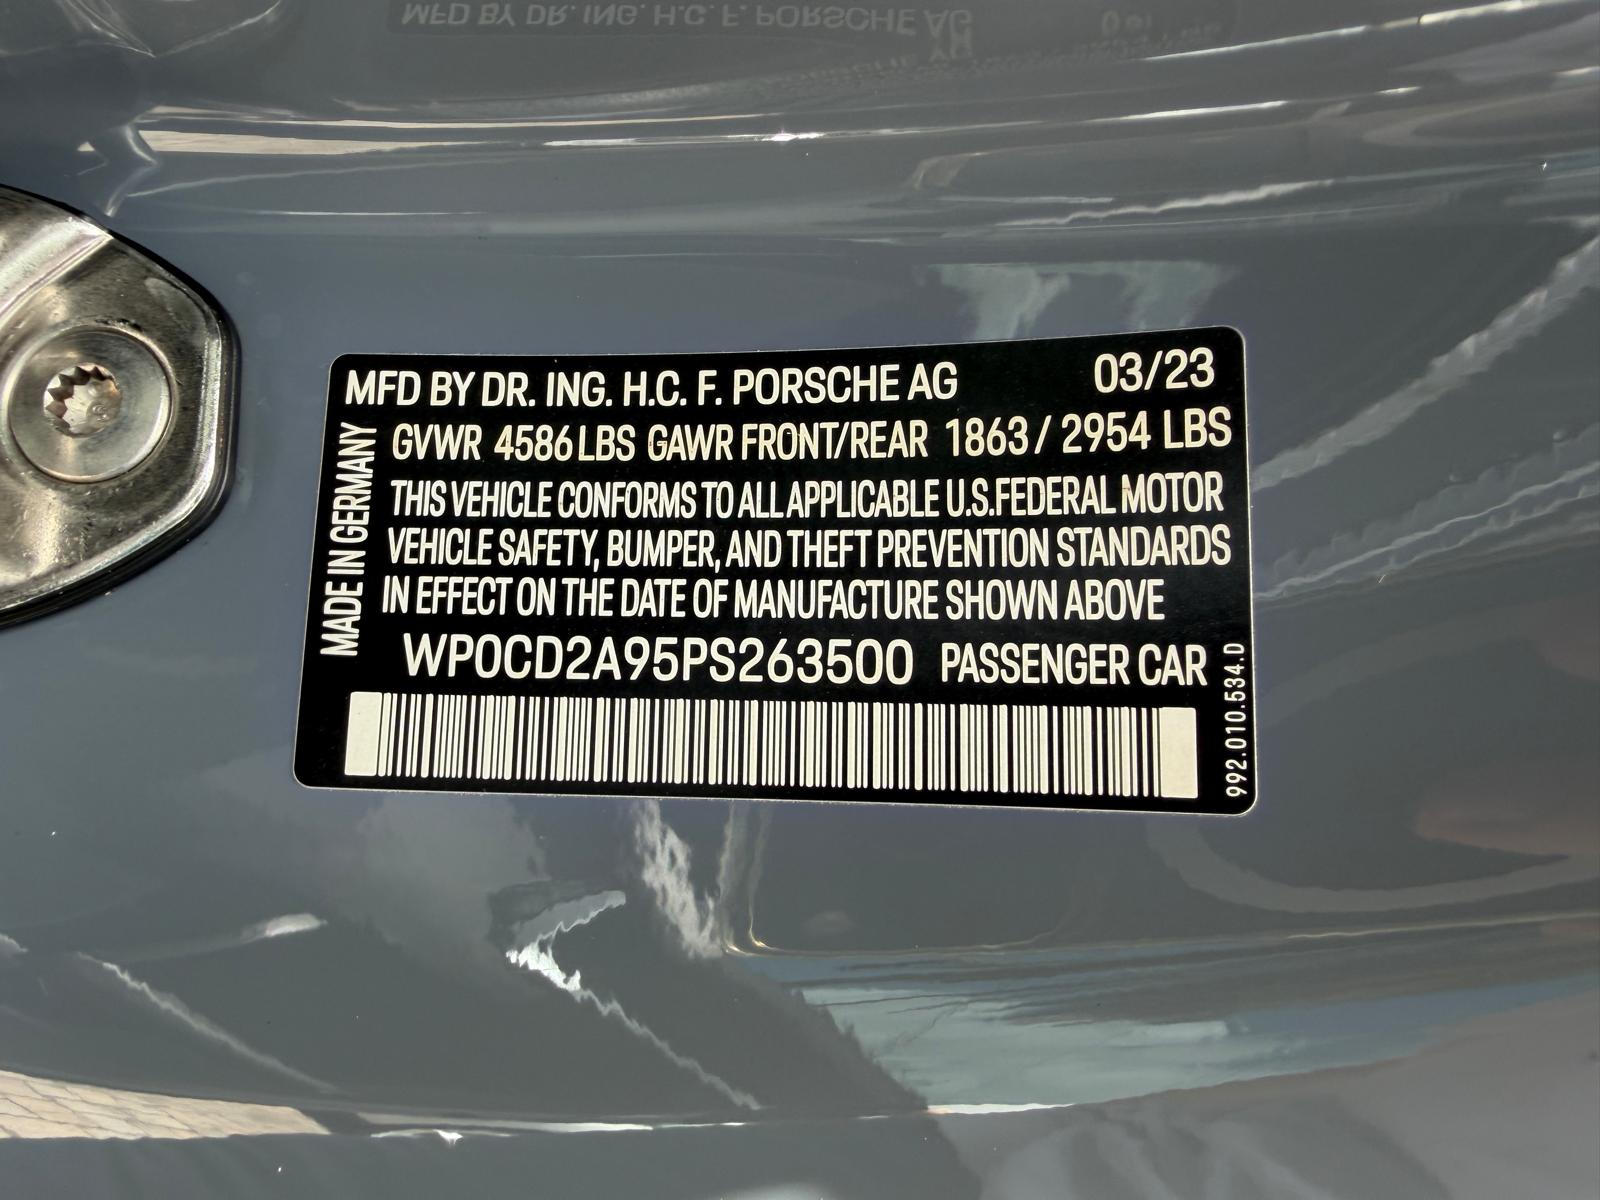 MFD BY DR. ING. H.C. F. PORSCHE AG 03/23
GVWR 4586 LBS GAWR FRONT/REAR 1863 / 2954 LBS
THIS VEHICLE CONFORMS TO ALL APPLICABLE U.S.FEDERAL MOTOR
VEHICLE SAFETY, BUMPER, AND THEFT PREVENTION STANDARDS
IN EFFECT ON THE DATE OF MANUFACTURE SHOWN ABOVE
WP0CD2A95PS263500 PASSENGER CAR
MADE IN GERMANY
992.010.534.D